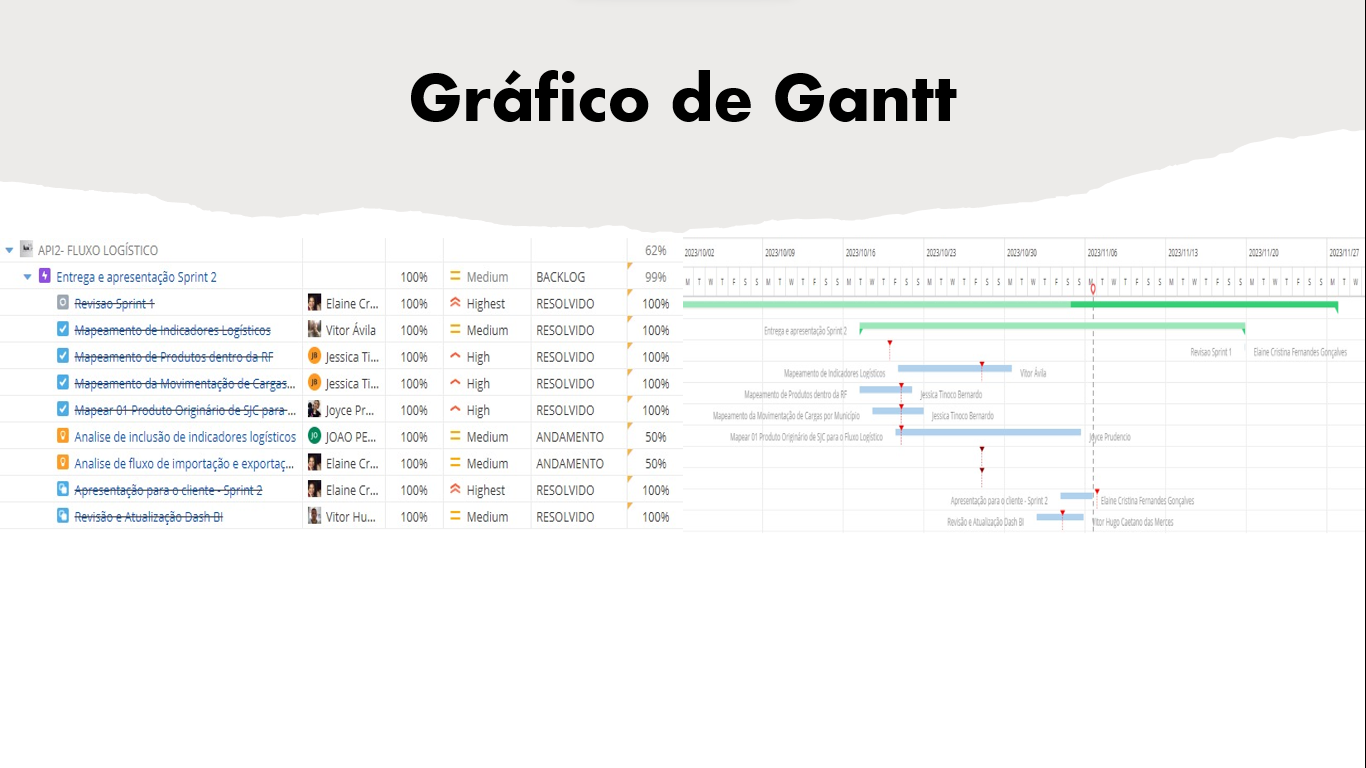 Gráfico de Gantt
API2- FLUXO LOGÍSTICO 62%
Entrega e apresentação Sprint 2 100% Medium BACKLOG 99%
Revisao Sprint 1 Elaine Cr... 100% Highest RESOLVIDO 100%
Mapeamento de Indicadores Logísticos Vitor Ávila 100% Medium RESOLVIDO 100%
Mapeamento de Produtos dentro da RF JB Jessica Ti... 100% High RESOLVIDO 100%
Mapeamento da Movimentação de Cargas... JB Jessica Ti... 100% High RESOLVIDO 100%
Mapear 01 Produto Originário de SJC para ... Joyce Pr... 100% High RESOLVIDO 100%
Analise de inclusão de indicadores logísticos JO JOAO PE... 100% Medium ANDAMENTO 50%
Analise de fluxo de importação e exportaç... Elaine Cr... 100% Medium ANDAMENTO 50%
Apresentação para o cliente - Sprint 2 Elaine Cr... 100% Highest RESOLVIDO 100%
Revisão e Atualização Dash BI Vitor Hu... 100% Medium RESOLVIDO 100%
2023/10/02 2023/10/09 2023/10/16 2023/10/23 2023/10/30 2023/11/06 2023/11/13 2023/11/20 2023/11/27
M T W T F S S M T W T F S S M T W T F S S M T W T F S S M T W T F S S M T W T F S S M T W T F S S M T W T F S S M T W
Entrega e apresentação Sprint 2
Revisao Sprint 1 Elaine Cristina Fernandes Gonçalves
Mapeamento de Indicadores Logísticos Vitor Ávila
Mapeamento de Produtos dentro da RF Jessica Tinoco Bernardo
Mapeamento da Movimentação de Cargas por Município Jessica Tinoco Bernardo
Mapear 01 Produto Originário de SJC para o Fluxo Logístico Joyce Prudencio
Apresentação para o cliente - Sprint 2 Elaine Cristina Fernandes Gonçalves
Revisão e Atualização Dash BI Vitor Hugo Caetano das Merces